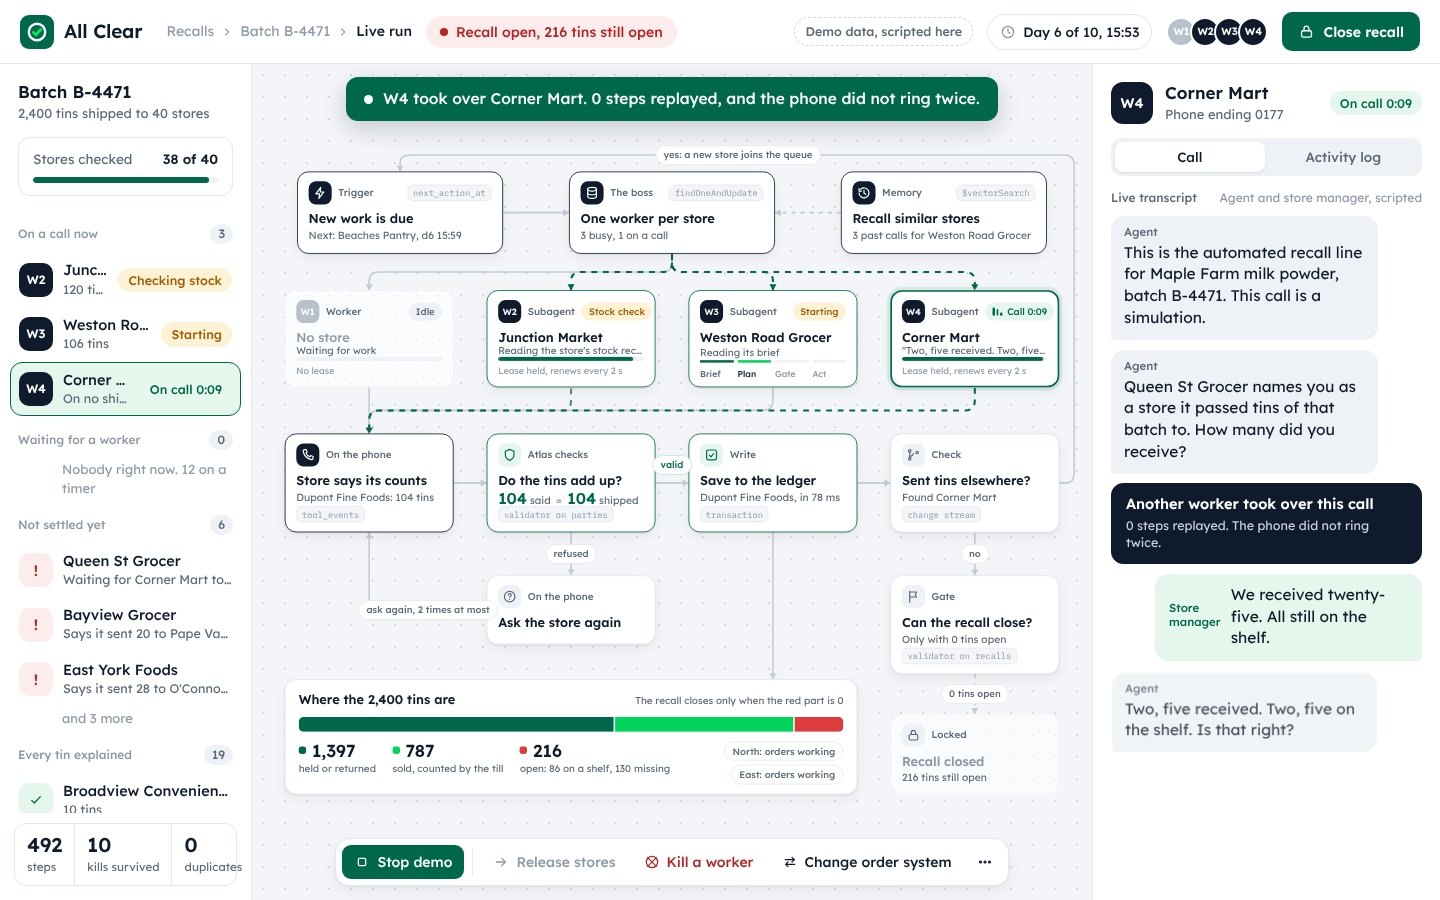 All Clear
Recalls > Batch B-4471 > Live run
Recall open, 216 tins still open
Demo data, scripted here
Day 6 of 10, 15:53
W1 W2 W3 W4
Close recall
Batch B-4471
2,400 tins shipped to 40 stores
Stores checked 38 of 40
On a call now 3
W2 Junc... Checking stock
120 ti...
W3 Weston Ro... Starting
106 tins
W4 Corner ... On call 0:09
On no shi...
Waiting for a worker 0
Nobody right now. 12 on a
timer
Not settled yet 6
! Queen St Grocer
Waiting for Corner Mart to...
! Bayview Grocer
Says it sent 20 to Pape Va...
! East York Foods
Says it sent 28 to O'Conno...
and 3 more
Every tin explained 19
Broadview Convenien...
10 tins
492 10 0
steps kills survived duplicates
W4 took over Corner Mart. 0 steps replayed, and the phone did not ring twice.
yes: a new store joins the queue
Trigger next_action_at
New work is due
Next: Beaches Pantry, d6 15:59
The boss findOneAndUpdate
One worker per store
3 busy, 1 on a call
Memory $vectorSearch
Recall similar stores
3 past calls for Weston Road Grocer
W1 Worker Idle
No store
Waiting for work
No lease
W2 Subagent Stock check
Junction Market
Reading the store's stock rec...
Lease held, renews every 2 s
W3 Subagent Starting
Weston Road Grocer
Reading its brief
Brief Plan Gate Act
W4 Subagent Call 0:09
Corner Mart
"Two, five received. Two, five...
Lease held, renews every 2 s
On the phone
Store says its counts
Dupont Fine Foods: 104 tins
tool_events
Atlas checks
Do the tins add up?
104 said = 104 shipped
validator on parties
valid
Write
Save to the ledger
Dupont Fine Foods, in 78 ms
transaction
Check
Sent tins elsewhere?
Found Corner Mart
change stream
refused
no
ask again, 2 times at most
On the phone
Ask the store again
Gate
Can the recall close?
Only with 0 tins open
validator on recalls
0 tins open
Where the 2,400 tins are The recall closes only when the red part is 0
1,397 787 216
held or returned sold, counted by the till open: 86 on a shelf, 130 missing
North: orders working
East: orders working
Locked
Recall closed
216 tins still open
Stop demo
Release stores
Kill a worker
Change order system
W4 Corner Mart On call 0:09
Phone ending 0177
Call Activity log
Live transcript Agent and store manager, scripted
Agent
This is the automated recall line
for Maple Farm milk powder,
batch B-4471. This call is a
simulation.
Agent
Queen St Grocer names you as
a store it passed tins of that
batch to. How many did you
receive?
Another worker took over this call
0 steps replayed. The phone did not ring
twice.
Store
manager
We received twenty-
five. All still on the
shelf.
Agent
Two, five received. Two, five on
the shelf. Is that right?